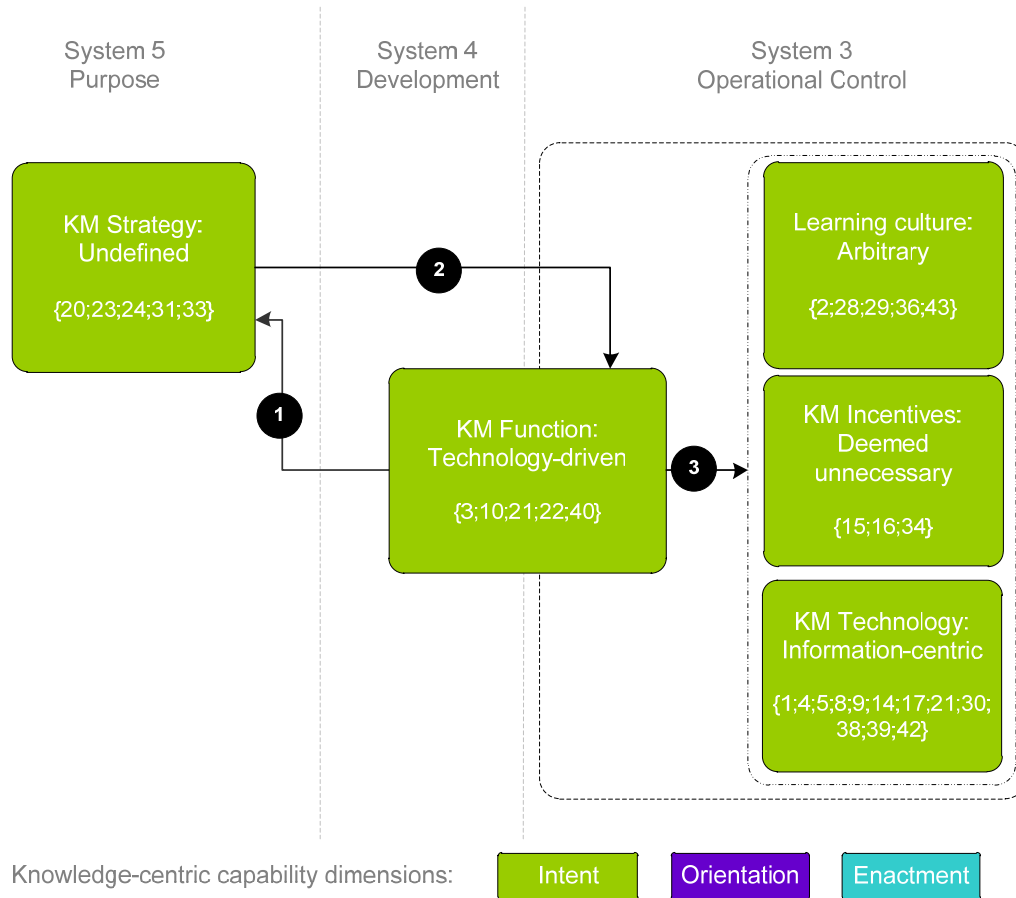 System 5
Purpose
System 4
Development
System 3
Operational Control
KM Strategy:
Undefined
{20;23;24;31;33}
2
1
KM Function:
Technology-driven
{3;10;21;22;40}
3
Learning culture:
Arbitrary
{2;28;29;36;43}
KM Incentives:
Deemed
unnecessary
{15;16;34}
KM Technology:
Information-centric
{1;4;5;8;9;14;17;21;30;
38;39;42}
Knowledge-centric capability dimensions:
Intent
Orientation
Enactment